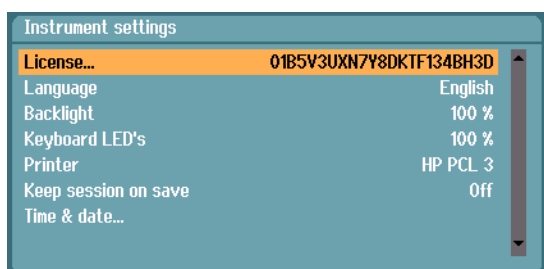 Instrument settings
License... 01B5V3UXN7Y8DKTF134BH3D
Language English
Backlight 100 %
Keyboard LED's 100 %
Printer HP PCL 3
Keep session on save Off
Time & date...